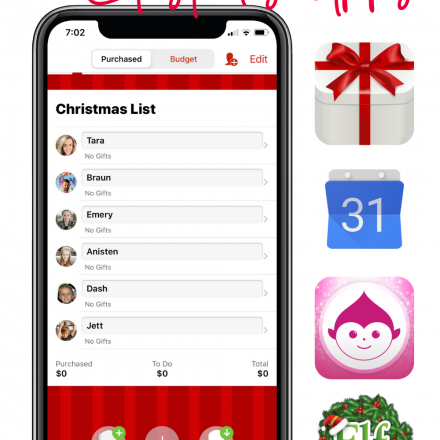 7:02
Purchased Budget Edit
Christmas List
Tara
No Gifts
Braun
No Gifts
Emery
No Gifts
Anisten
No Gifts
Dash
No Gifts
Jett
No Gifts
Purchased To Do Total
$0 $0 $0
31
Elf